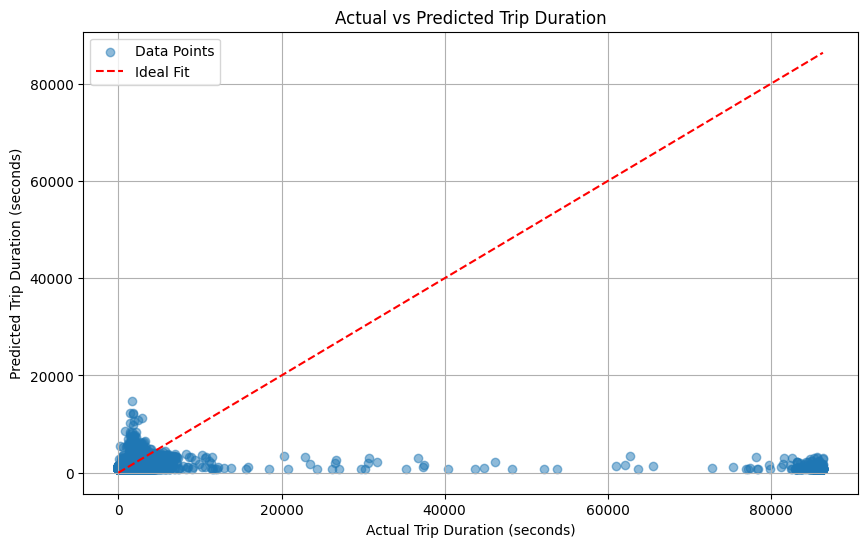 Actual vs Predicted Trip Duration
Data Points
Ideal Fit
Predicted Trip Duration (seconds)
80000
60000
40000
20000
0
0 20000 40000 60000 80000
Actual Trip Duration (seconds)